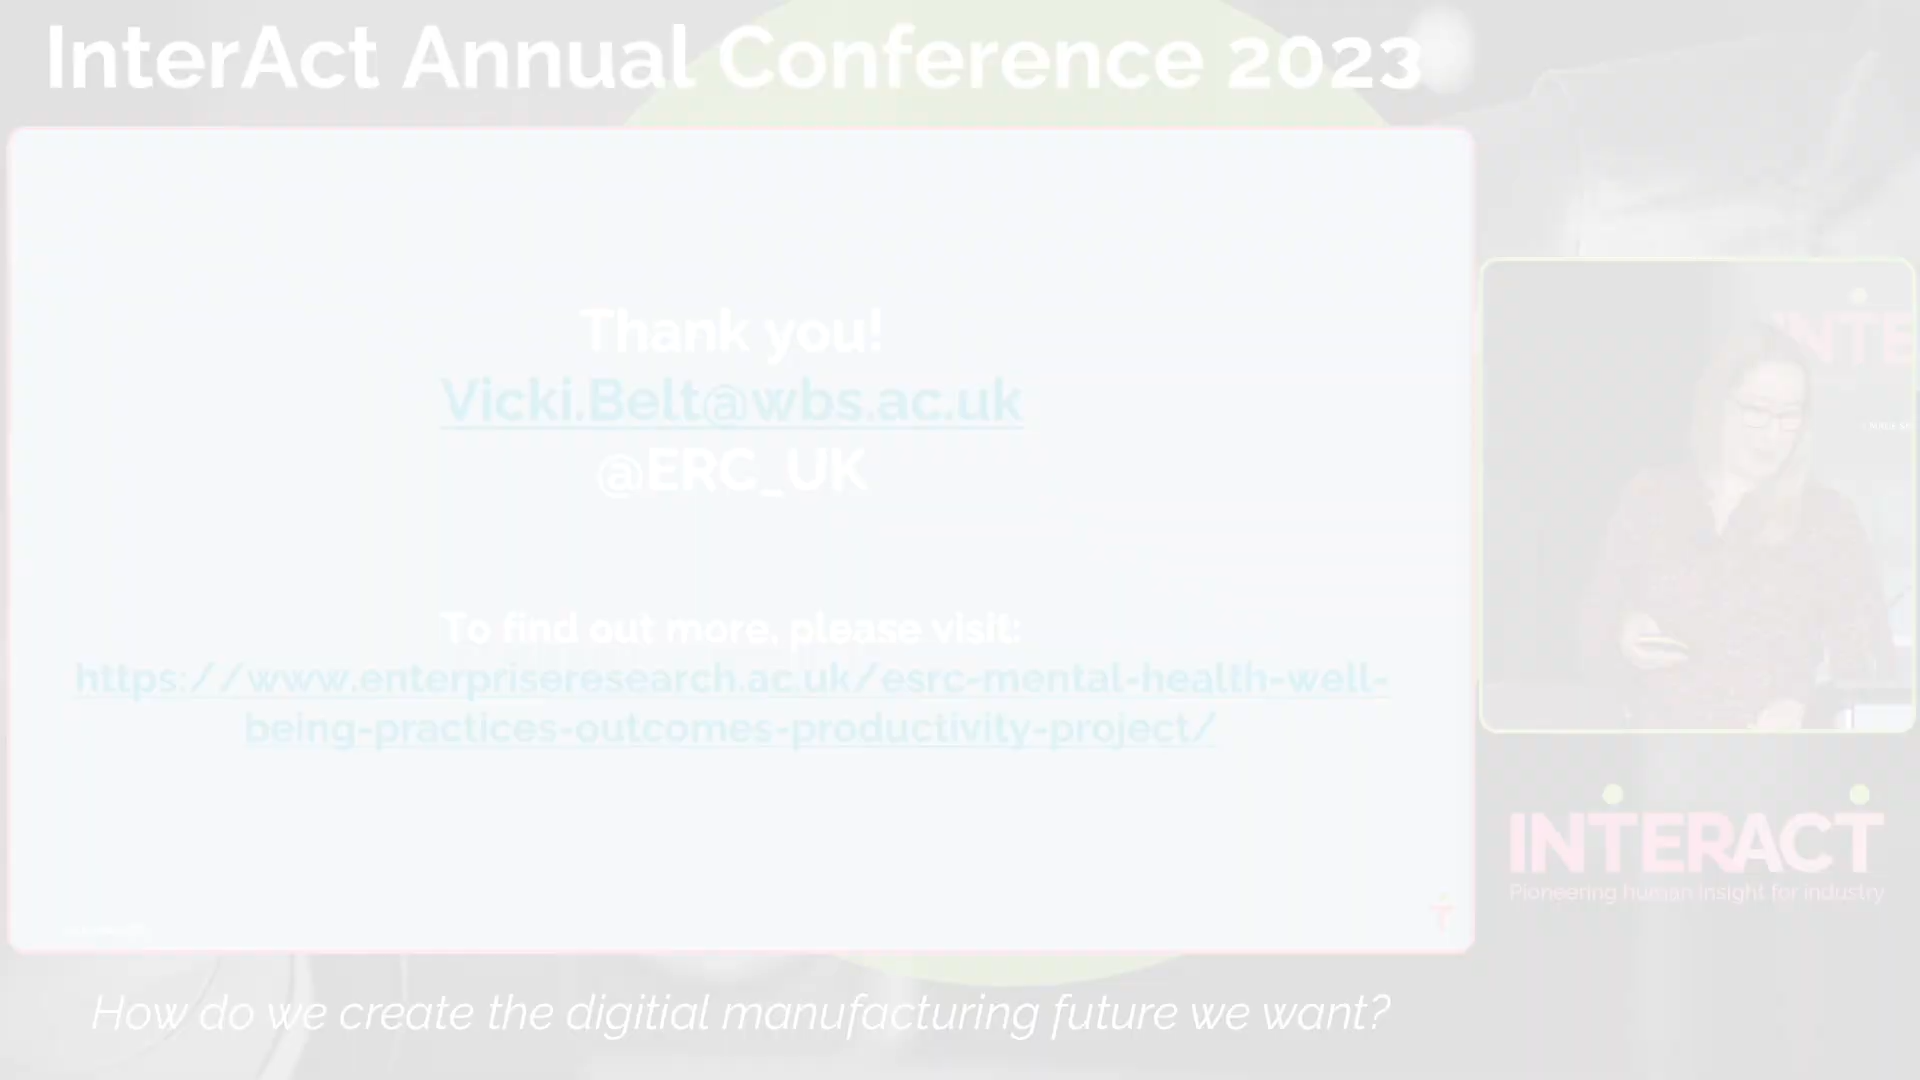 InterAct Annual Conference 2023
Thank you!
Vicki.Belt@wbs.ac.uk
@ERC_UK
To find out more, please visit:
https://www.enterpriseresearch.ac.uk/esrc-mental-health-well-
being-practices-outcomes-productivity-project/
INTE
INTERACT
Pioneering human insight for industry
How do we create the digitial manufacturing future we want?